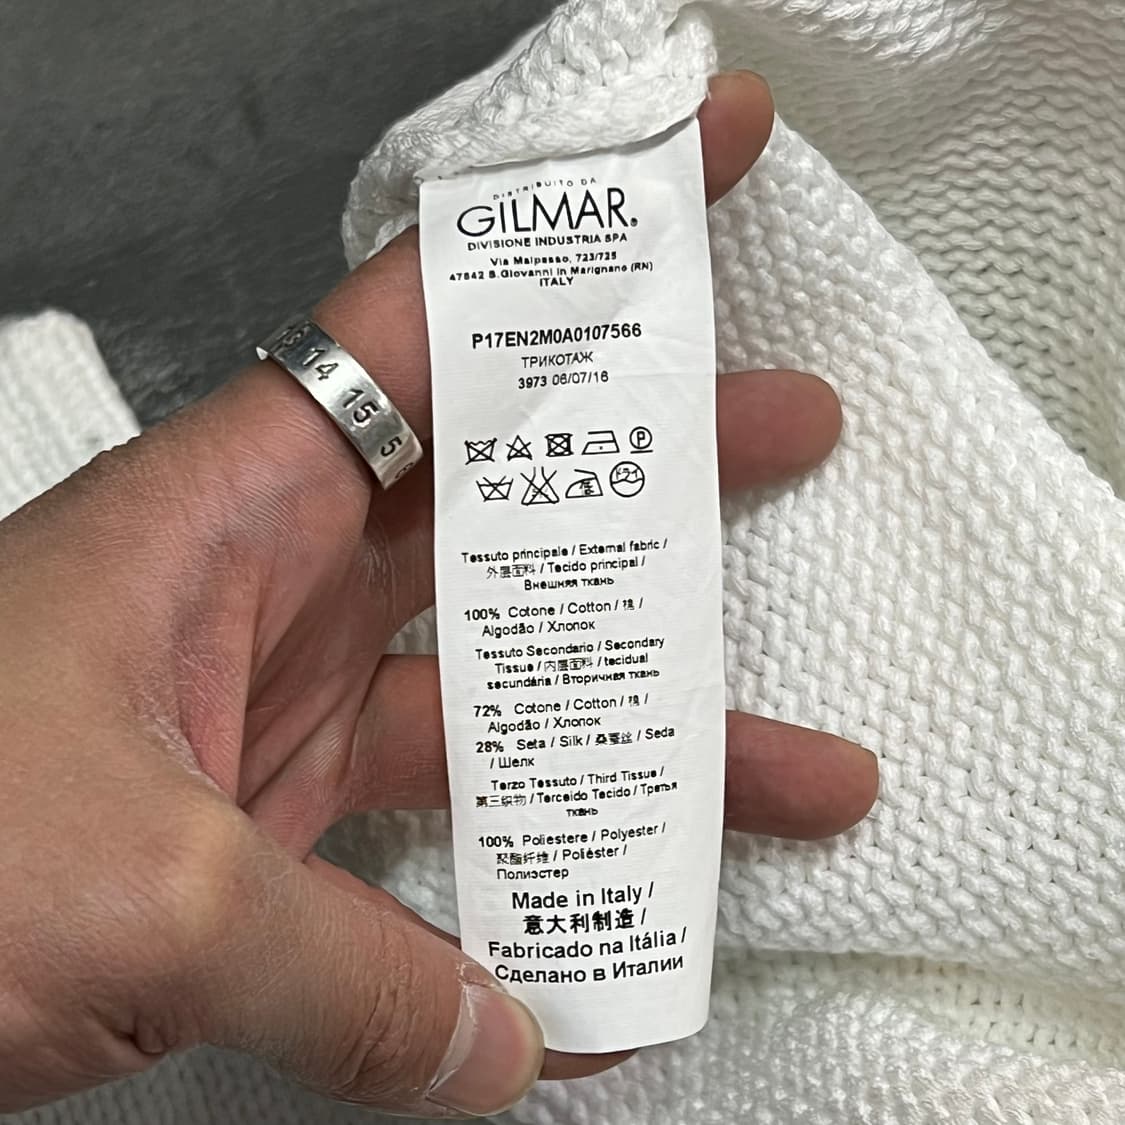 DISTRIBUITO DA
GILMAR®
DIVISIONE INDUSTRIA SPA
Via Malpasso, 723/725
47842 S.Giovanni in Marignano (RN)
ITALY
P17EN2M0A0107566
ТРИКОТАЖ
3973 06/07/16
P
ドライ
Tessuto principale / External fabric /
外层面料 / Tecido principal /
Внешняя ткань
100% Cotone / Cotton / 棉 /
Algodão / Хлопок
Tessuto Secondario / Secondary
Tissue / 内层面料 / tecidual
secundária / Вторичная ткань
72% Cotone / Cotton / 棉 /
Algodão / Хлопок
28% Seta / Silk / 桑蚕丝 / Seda
/ Шелк
Terzo Tessuto / Third Tissue /
第三织物 / Terceido Tecido / Третья
ткань
100% Poliestere / Polyester /
聚酯纤维 / Poliéster /
Полиэстер
Made in Italy /
意大利制造 /
Fabricado na Itália /
Сделано в Италии
14 15 5